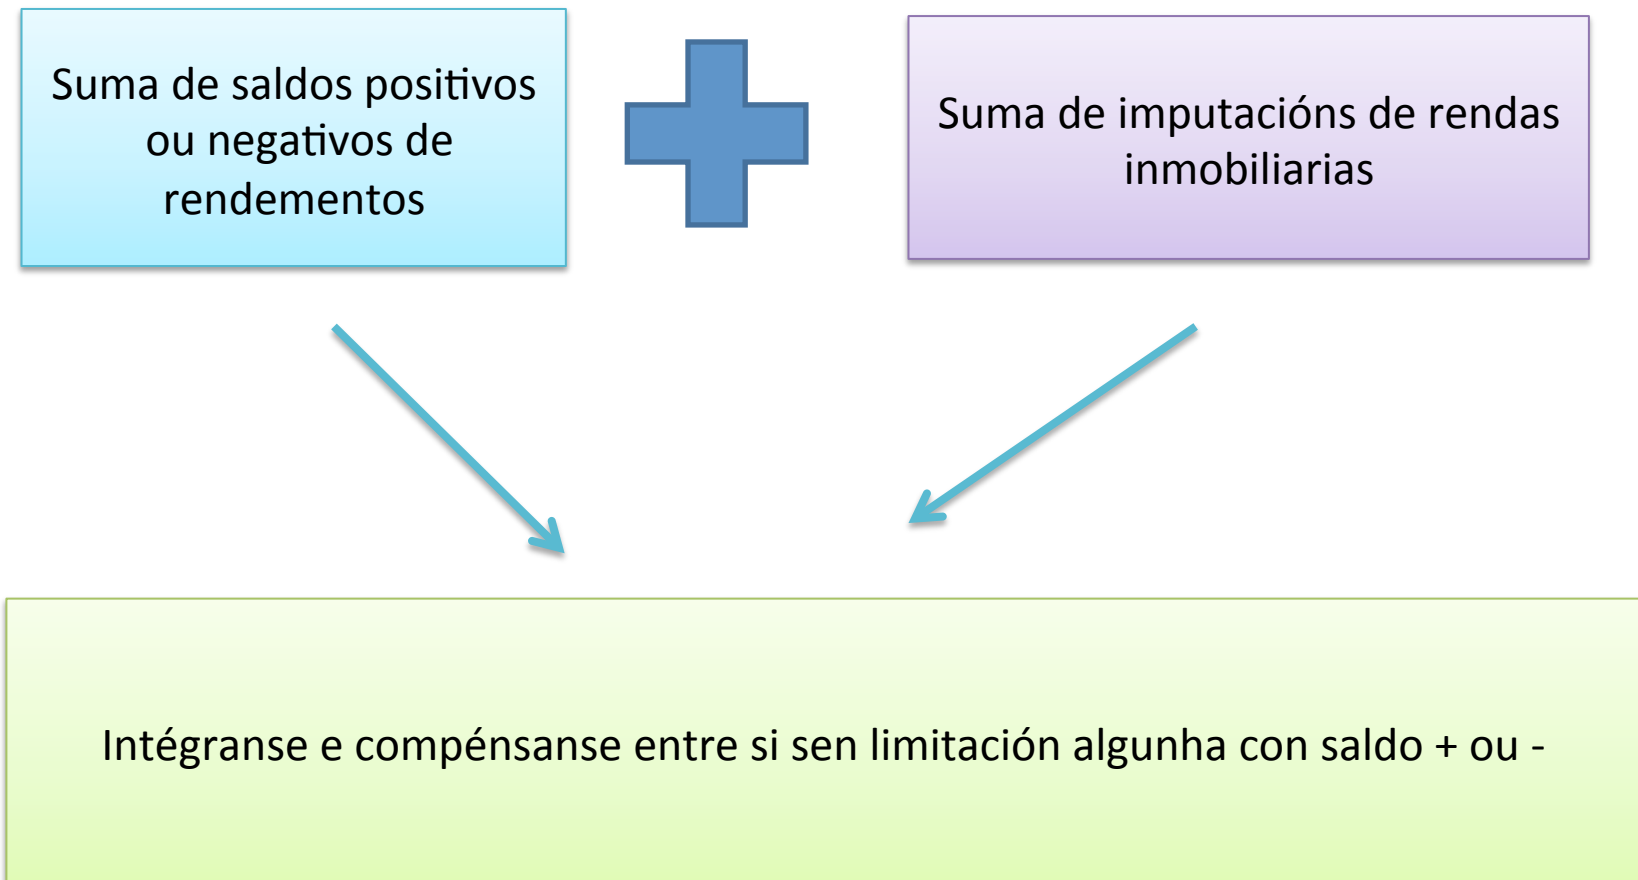 Suma de saldos positivos
ou negativos de
rendementos
Suma de imputacións de rendas
inmobiliarias
Intégranse e compénsanse entre si sen limitación algunha con saldo + ou -